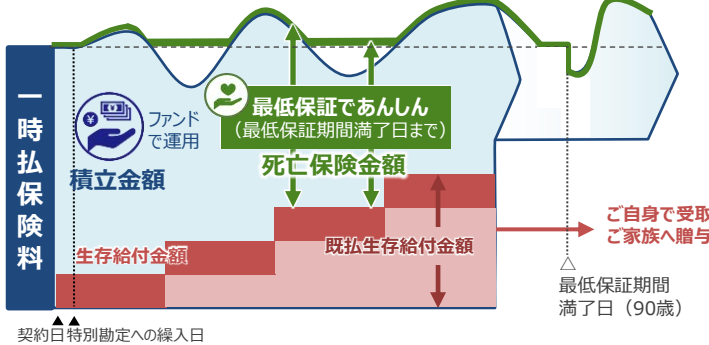 一時払保険料
ファンド
で運用
積立金額
最低保証であんしん
（最低保証期間満了日まで）
死亡保険金額
生存給付金額
既払生存給付金額
ご自身で受取
ご家族へ贈与
△
最低保証期間
満了日（90歳）
▲ ▲
契約日 特別勘定への繰入日